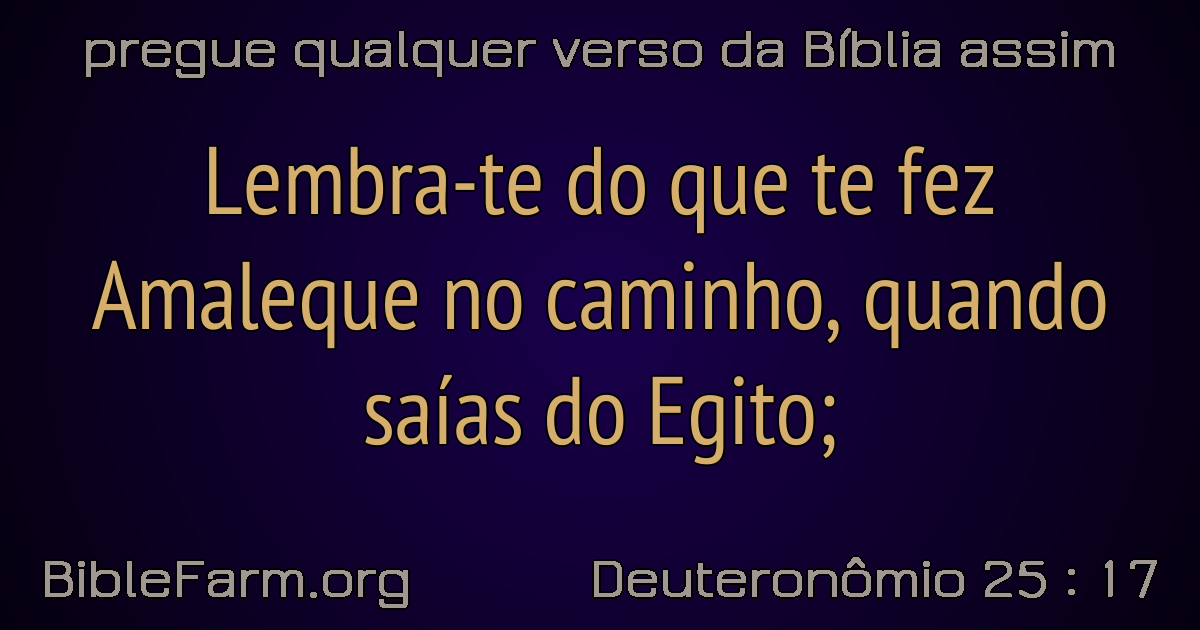 pregue qualquer verso da Bíblia assim
Lembra-te do que te fez
Amaleque no caminho, quando
saías do Egito;
BibleFarm.org
Deuteronômio 25 : 17